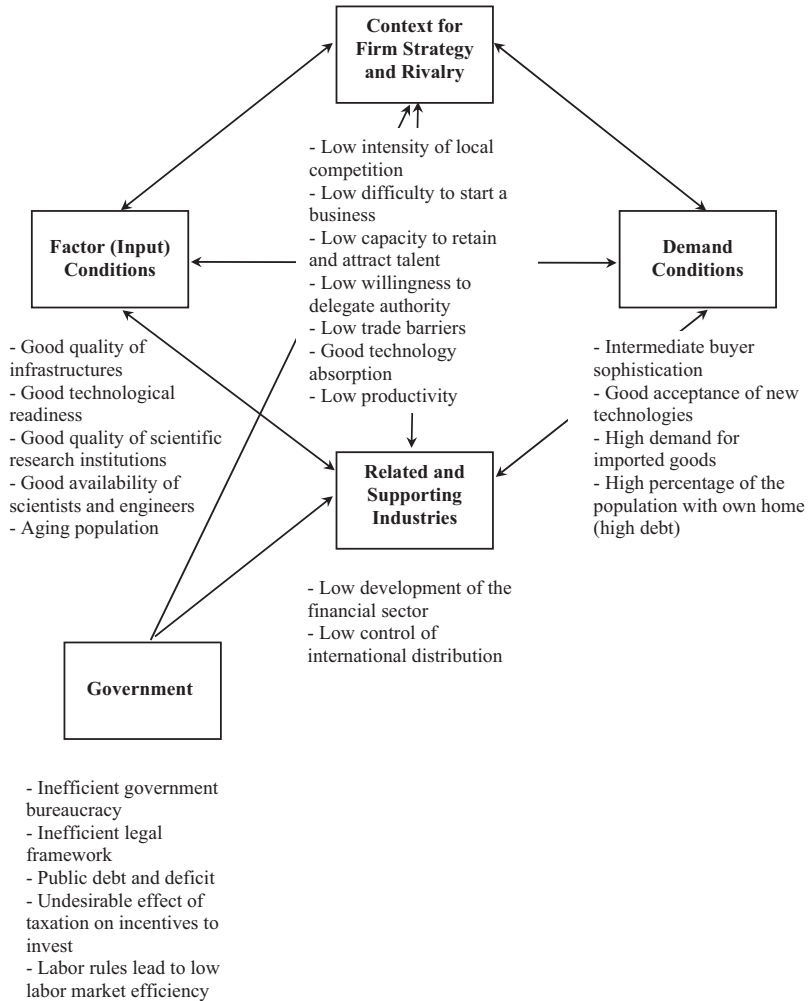 Context for
Firm Strategy
and Rivalry
- Low intensity of local
competition
- Low difficulty to start a
business
- Low capacity to retain
and attract talent
- Low willingness to
delegate authority
- Low trade barriers
- Good technology
absorption
- Low productivity
Factor (Input)
Conditions
- Good quality of
infrastructures
- Good technological
readiness
- Good quality of scientific
research institutions
- Good availability of
scientists and engineers
- Aging population
Demand
Conditions
- Intermediate buyer
sophistication
- Good acceptance of new
technologies
- High demand for
imported goods
- High percentage of the
population with own home
(high debt)
Related and
Supporting
Industries
- Low development of the
financial sector
- Low control of
international distribution
Government
- Inefficient government
bureaucracy
- Inefficient legal
framework
- Public debt and deficit
- Undesirable effect of
taxation on incentives to
invest
- Labor rules lead to low
labor market efficiency